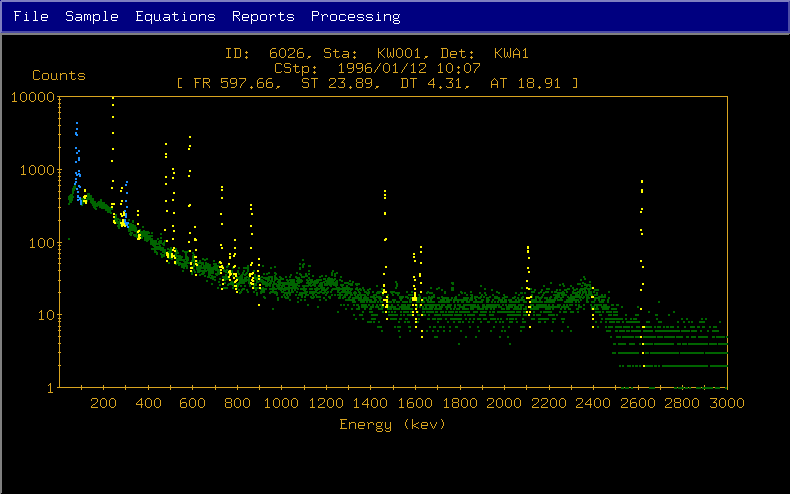 File Sample Equations Reports Processing
ID: 6026, Sta: KW001, Det: KWA1
CStp: 1996/01/12 10:07
Counts
[ FR 597.66, ST 23.89, DT 4.31, AT 18.91 ]
10000
1000
100
10
1
200 400 600 800 1000 1200 1400 1600 1800 2000 2200 2400 2600 2800 3000
Energy (kev)